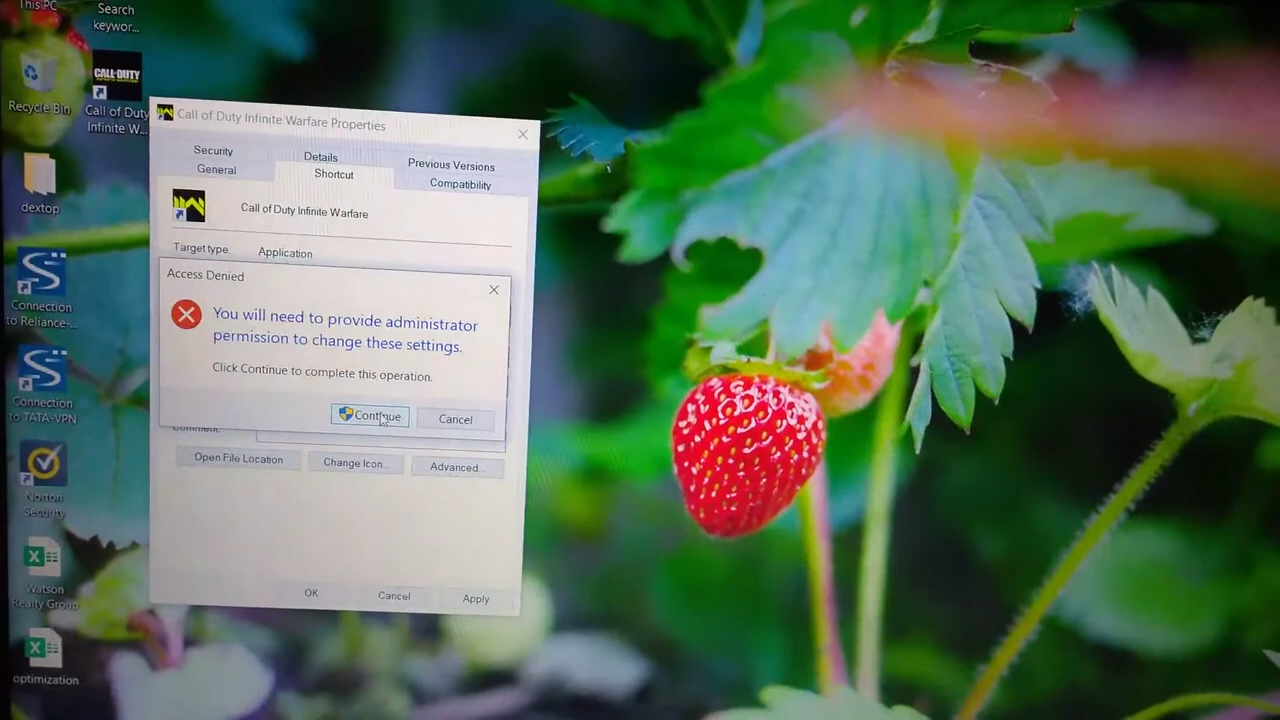 This PC
Search
keywor...
Recycle Bin
CALL OF DUTY
Call of Duty
Infinite W...
dextop
Connection
to Reliance-...
Connection
to TATA-VPN
Norton
Security
Watson
Realty Group
optimization
Call of Duty Infinite Warfare Properties
Security
Details
Previous Versions
General
Shortcut
Compatibility
Call of Duty Infinite Warfare
Target type:
Application
Access Denied
You will need to provide administrator
permission to change these settings.
Click Continue to complete this operation.
Continue
Cancel
Comment:
Open File Location
Change Icon...
Advanced...
OK
Cancel
Apply